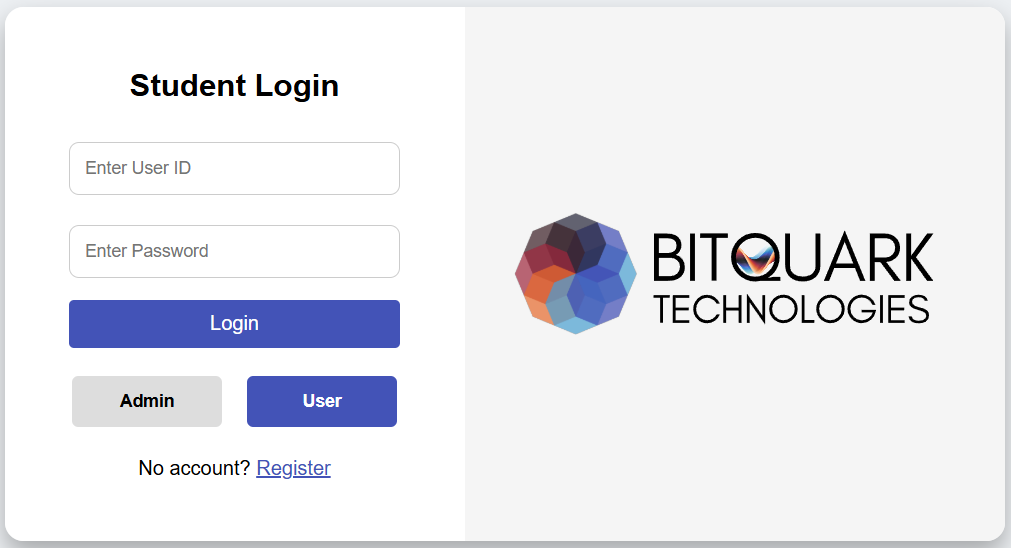 Student Login
Enter User ID
Enter Password
Login
Admin
User
No account? Register
BITQUARK
TECHNOLOGIES